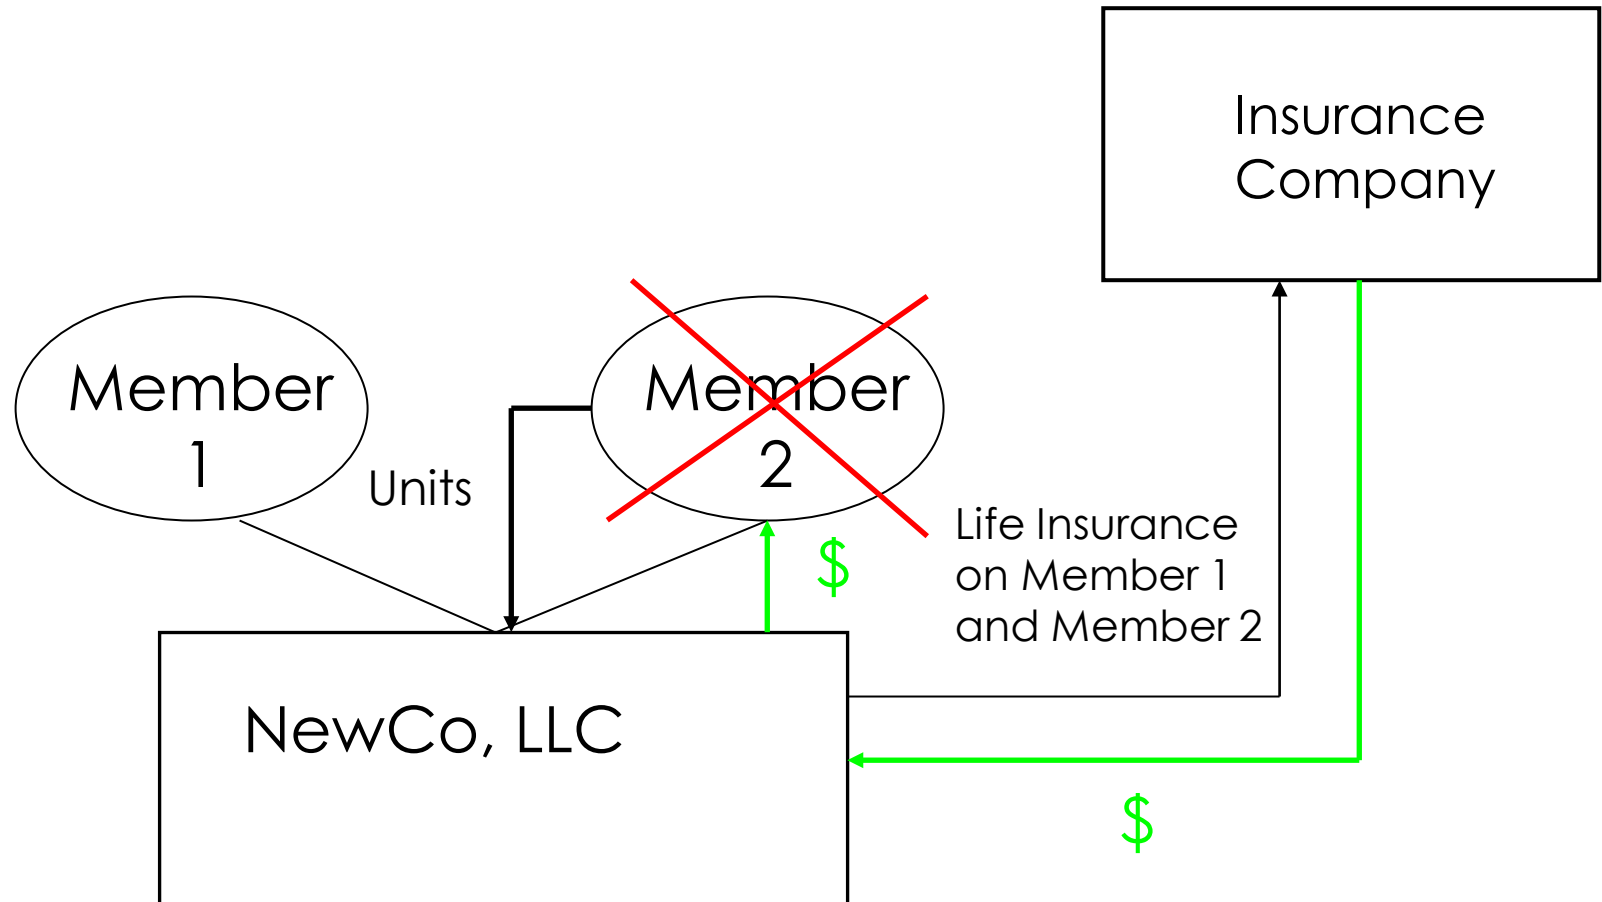 Insurance
Company
Member
1
Member
2
Units
$
Life Insurance
on Member 1
and Member 2
NewCo, LLC
$